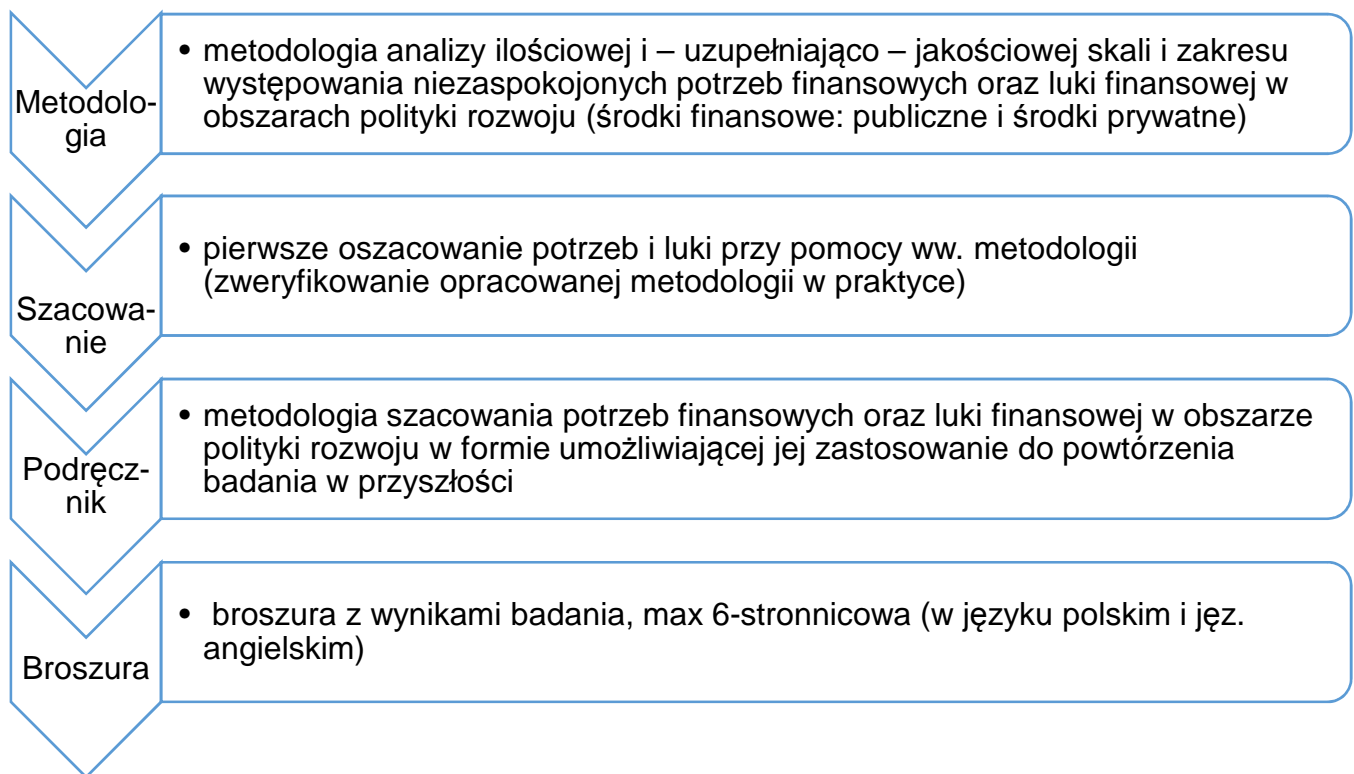 Metodolo-
gia
• metodologia analizy ilościowej i – uzupełniająco – jakościowej skali i zakresu
występowania niezaspokojonych potrzeb finansowych oraz luki finansowej w
obszarach polityki rozwoju (środki finansowe: publiczne i środki prywatne)
Szacowa-
nie
• pierwsze oszacowanie potrzeb i luki przy pomocy ww. metodologii
(zweryfikowanie opracowanej metodologii w praktyce)
Podręcz-
nik
• metodologia szacowania potrzeb finansowych oraz luki finansowej w obszarze
polityki rozwoju w formie umożliwiającej jej zastosowanie do powtórzenia
badania w przyszłości
Broszura
• broszura z wynikami badania, max 6-stronnicowa (w języku polskim i jęz.
angielskim)